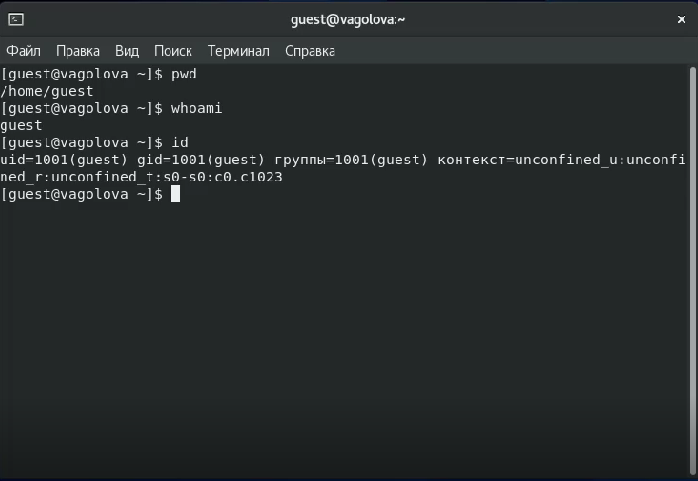 guest@vagolova:~
Файл Правка Вид Поиск Терминал Справка
[guest@vagolova ~]$ pwd
/home/guest
[guest@vagolova ~]$ whoami
guest
[guest@vagolova ~]$ id
uid=1001(guest) gid=1001(guest) группы=1001(guest) контекст=unconfined_u:unconfi
ned_r:unconfined_t:s0-s0:c0.c1023
[guest@vagolova ~]$